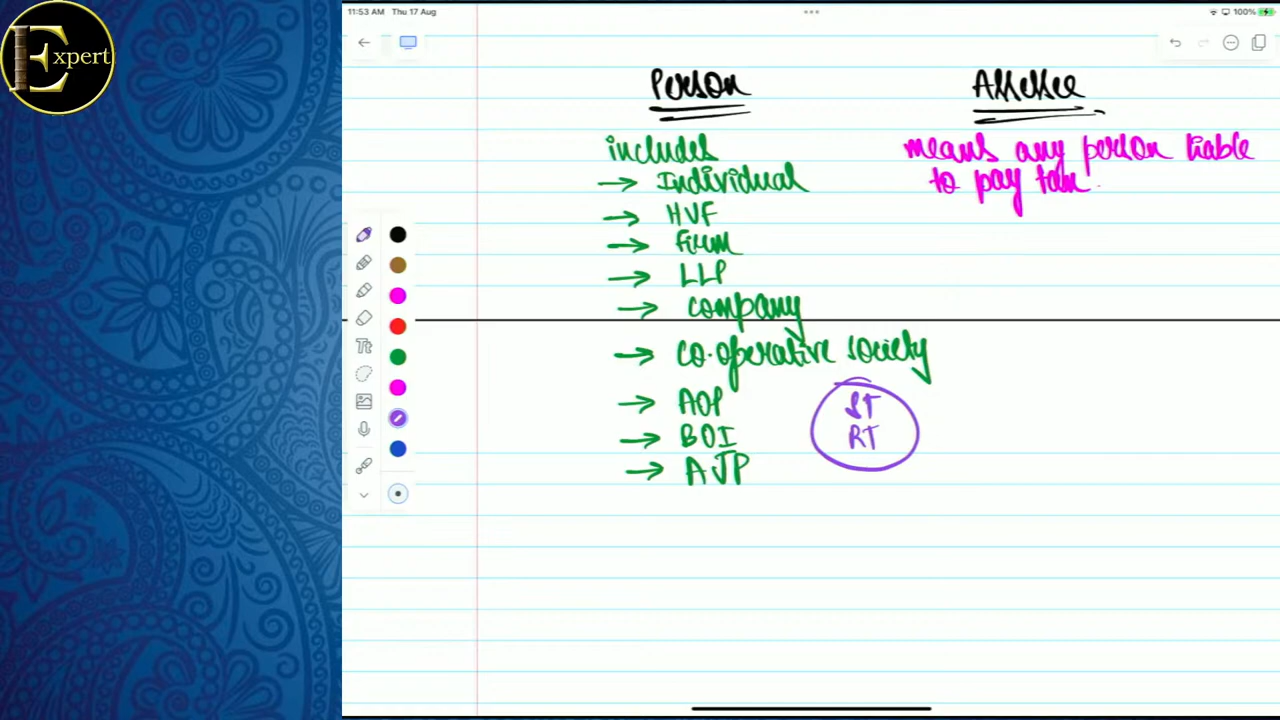 11:53 AM Thu 17 Aug
100%
Expert
Person
includes
→ Individual
→ HUF
→ Firm
→ LLP
→ company
→ co.operative society
→ AOP
→ BOI
→ AJP
ST
RT
Assessee
means any person liable
to pay tax.